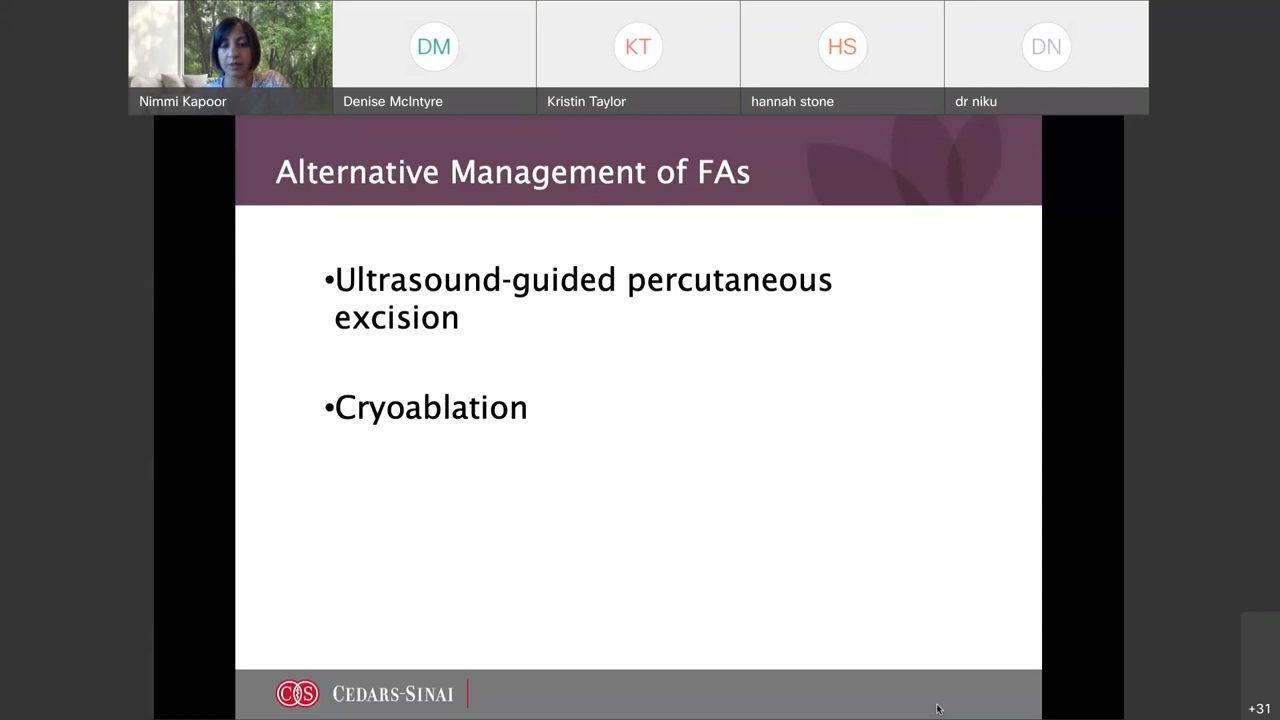 DM
KT
HS
DN
Nimmi Kapoor
Denise McIntyre
Kristin Taylor
hannah stone
dr niku
Alternative Management of FAs
•Ultrasound-guided percutaneous
excision
•Cryoablation
CS CEDARS-SINAI
+31